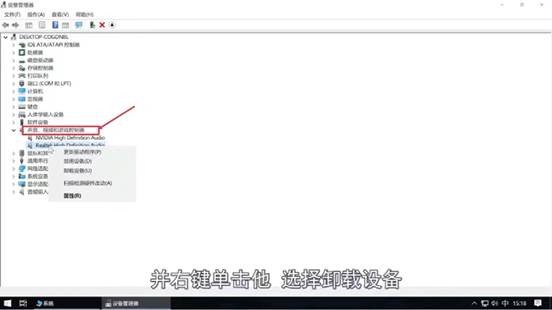 设备管理器
文件(F) 操作(A) 查看(V) 帮助(H)
DESKTOP-COGDNBL
IDE ATA/ATAPI 控制器
处理器
磁盘驱动器
存储控制器
打印队列
端口 (COM 和 LPT)
计算机
监视器
键盘
人体学输入设备
软件设备
声音、视频和游戏控制器
NVIDIA High Definition Audio
Realtek High Definition Audio
鼠标和其
通用串行
网络适配
系统设备
显示适配
音频输入
更新驱动程序(P)
禁用设备(D)
卸载设备(U)
扫描检测硬件改动(A)
属性(R)
并右键单击他 选择卸载设备
系统
设备管理器
中 15:18